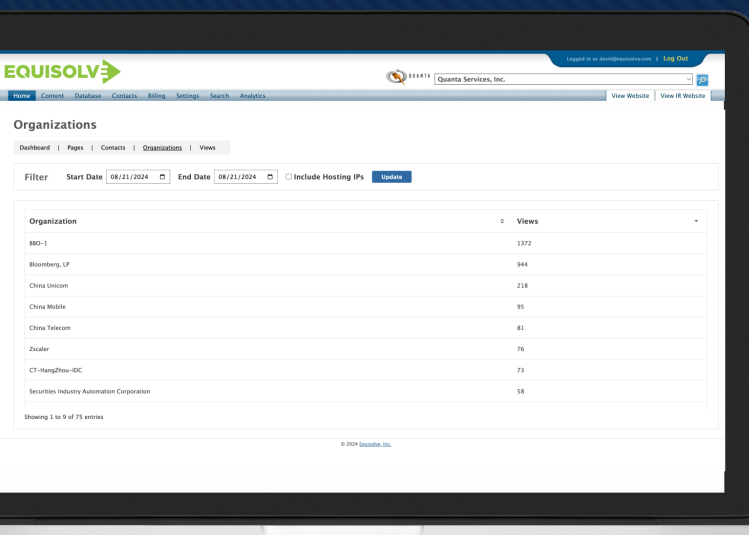 Logged in as david@equisolve.com | Log Out
EQUISOLV
QUANTA
Quanta Services, Inc.
Home Content Database Contacts Billing Settings Search Analytics View Website View IR Website
Organizations
Dashboard | Pages | Contacts | Organizations | Views
Filter Start Date 08/21/2024 End Date 08/21/2024 Include Hosting IPs Update
Organization Views
BBO-1 1372
Bloomberg, LP 944
China Unicom 218
China Mobile 95
China Telecom 81
Zscaler 76
CT-HangZhou-IDC 73
Securities Industry Automation Corporation 58
Showing 1 to 9 of 75 entries
© 2024 Equisolve, Inc.